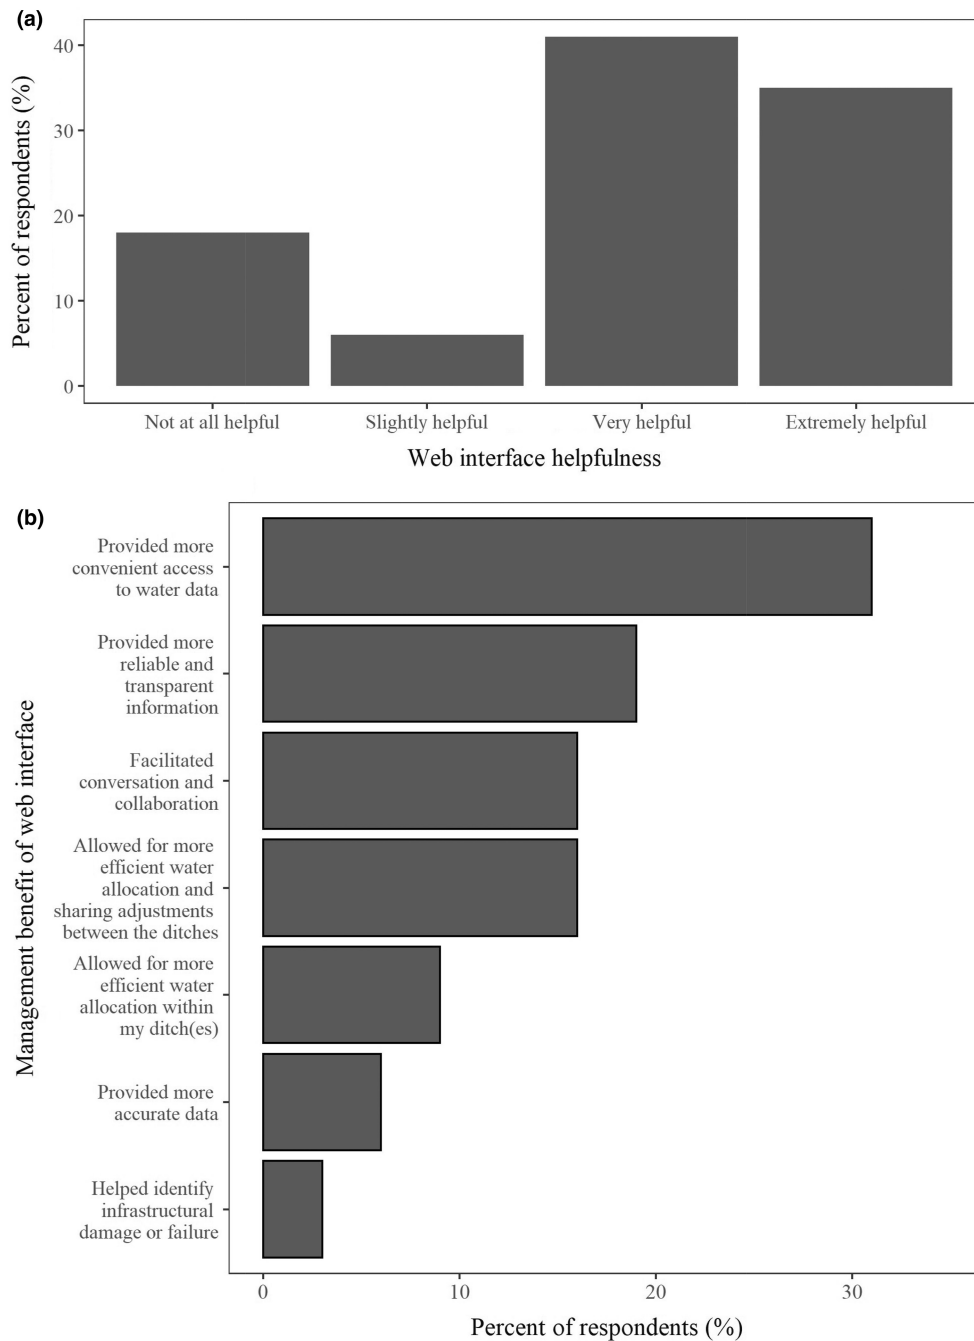 (a)
40
30
20
10
0
Percent of respondents (%)
Not at all helpful
Slightly helpful
Very helpful
Extremely helpful
Web interface helpfulness
(b)
Management benefit of web interface
Provided more
convenient access
to water data
Provided more
reliable and
transparent
information
Facilitated
conversation and
collaboration
Allowed for more
efficient water
allocation and
sharing adjustments
between the ditches
Allowed for more
efficient water
allocation within
my ditch(es)
Provided more
accurate data
Helped identify
infrastructural
damage or failure
0
10
20
30
Percent of respondents (%)